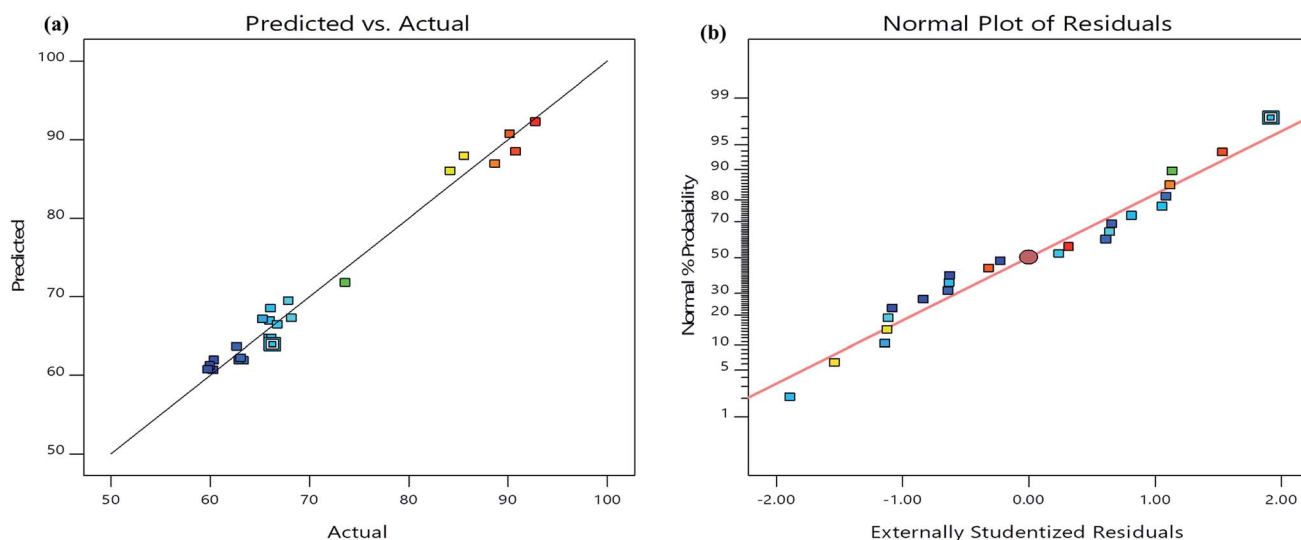 (a)
Predicted vs. Actual
Predicted
100
90
80
70
60
50
50 60 70 80 90 100
Actual
(b)
Normal Plot of Residuals
Normal % Probability
99
95
90
80
70
50
30
20
10
5
1
-2.00 -1.00 0.00 1.00 2.00
Externally Studentized Residuals